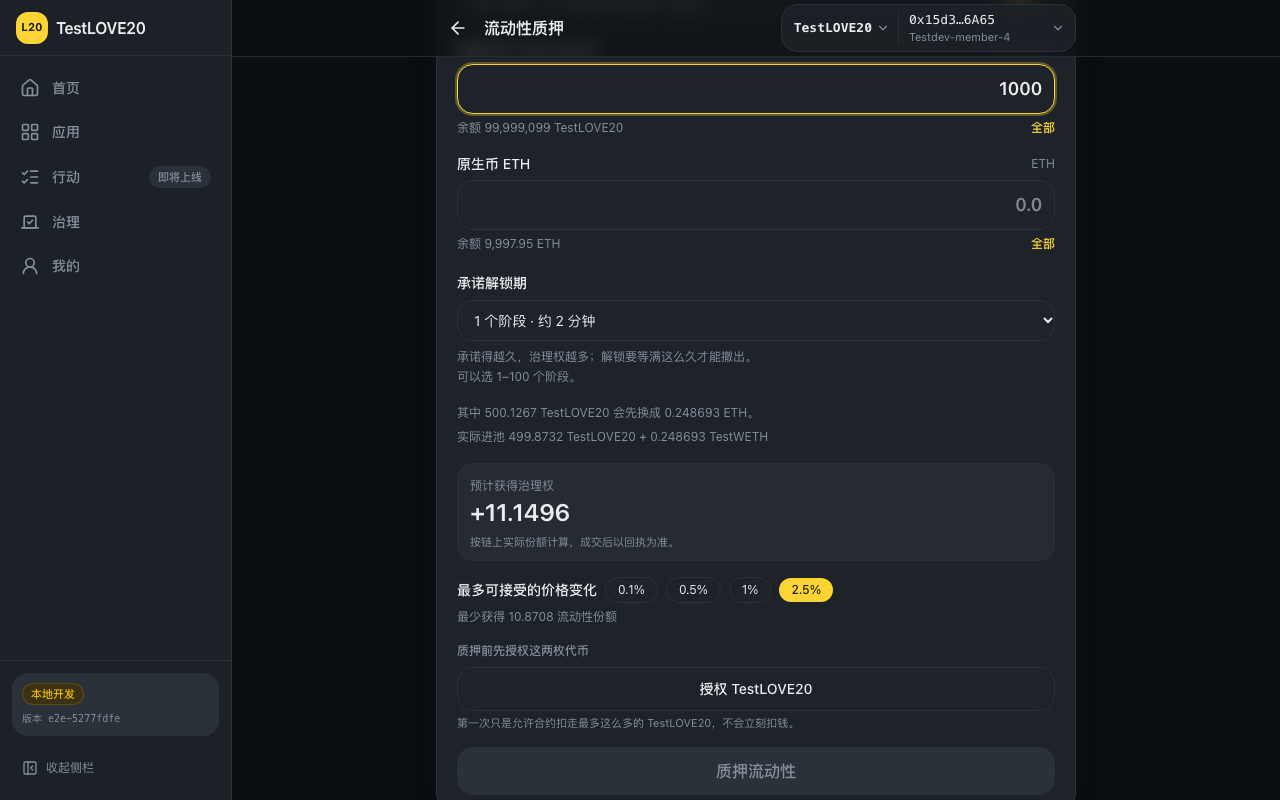 L20 TestLOVE20
首页
应用
行动 即将上线
治理
我的
本地开发
版本 e2e-5277fdfe
收起侧栏
流动性质押
TestLOVE20
0x15d3…6A65
Testdev-member-4
1000
余额 99,999,099 TestLOVE20 全部
原生币 ETH ETH
0.0
余额 9,997.95 ETH 全部
承诺解锁期
1 个阶段 · 约 2 分钟
承诺得越久，治理权越多；解锁要等满这么久才能撤出。
可以选 1–100 个阶段。
其中 500.1267 TestLOVE20 会先换成 0.248693 ETH。
实际进池 499.8732 TestLOVE20 + 0.248693 TestWETH
预计获得治理权
+11.1496
按链上实际份额计算，成交后以回执为准。
最多可接受的价格变化 0.1% 0.5% 1% 2.5%
最少获得 10.8708 流动性份额
质押前先授权这两枚代币
授权 TestLOVE20
第一次只是允许合约扣走最多这么多的 TestLOVE20，不会立刻扣钱。
质押流动性